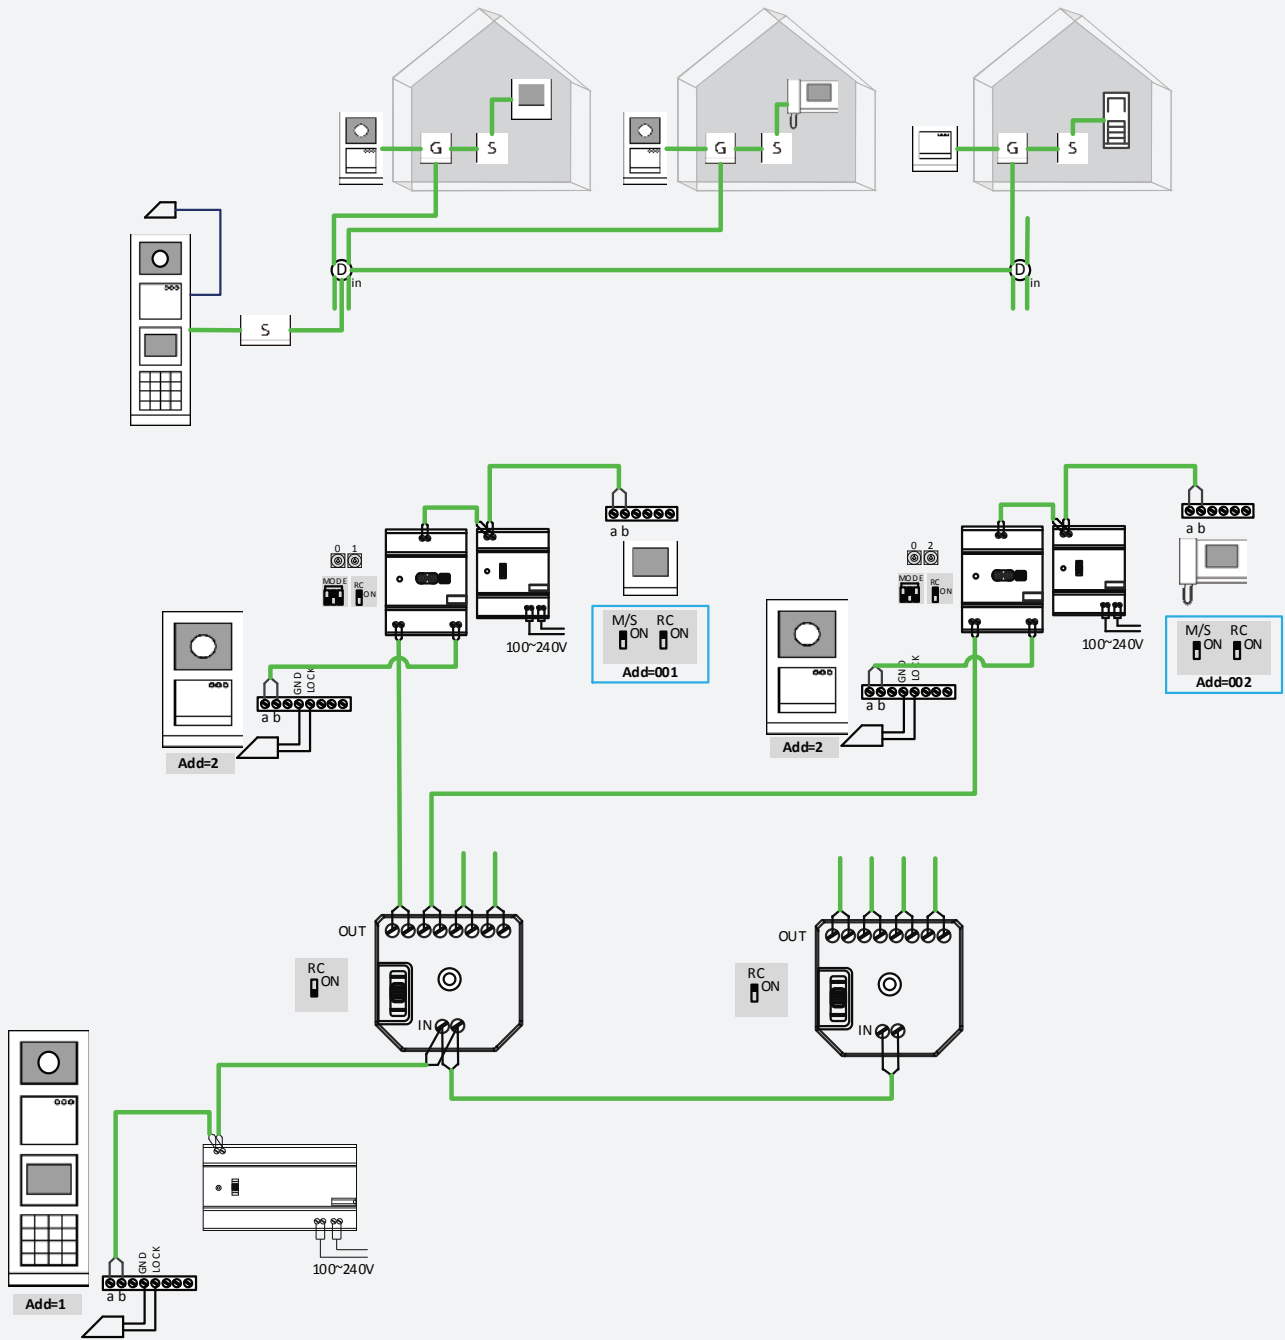 G S
G S
G S
D
in
D
in
S
a b
0 1
MODE
RC
ON
100~240V
M/S RC
ON ON
Add=001
GND
LOCK
a b
Add=2
a b
0 2
MODE
RC
ON
100~240V
M/S RC
ON ON
Add=002
GND
LOCK
a b
Add=2
OUT
RC
ON
IN
OUT
RC
ON
IN
100~240V
GND
LOCK
a b
Add=1